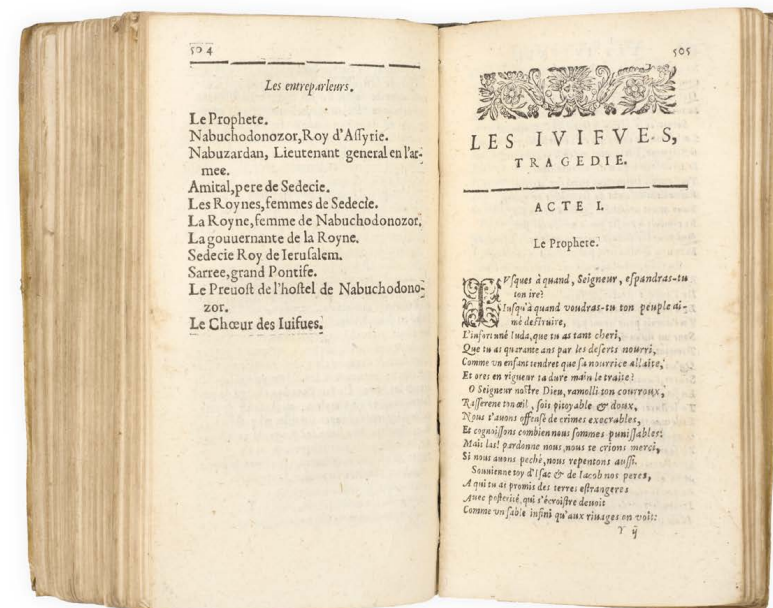 504
Les entreparleurs.
Le Prophete.
Nabuchodonozor, Roy d'Aſſyrie.
Nabuzardan, Lieutenant general en l'ar-
mee.
Amital, pere de Sedecie.
Les Roynes, femmes de Sedecie.
La Royne, femme de Nabuchodonozor.
La gouuernante de la Royne.
Sedecie Roy de Ieruſalem.
Sarree, grand Pontife.
Le Preuoſt de l'hoſtel de Nabuchodono-
zor.
Le Chœur des Iuifues.
505
LES IVIFVES,
TRAGEDIE.
ACTE I.
Le Prophete.
IVſques à quand, Seigneur, eſpandras-tu
ton ire?
Iuſqu'à quand voudras-tu ton peuple ai-
mé deſtruire,
L'infortuné Iuda, que tu as tant cheri,
Que tu as quarante ans par les deſerts nourri,
Comme vn enfant tendret que ſa nourrice allaite,
Et ores en rigueur ta dure main le traite?
O Seigneur noſtre Dieu, ramolli ton courroux,
Raſſerene ton œil, ſois pitoyable & doux,
Nous t'auons offenſé de crimes execrables,
Et cognoiſſons combien nous ſommes puniſſables:
Mais las! pardonne nous, nous te crions merci,
Si nous auons peché, nous repentons auſſi.
Souuienne toy d'Iſac & de Iacob nos peres,
A qui tu ai promis des terres eſtrangeres
Auec poſterité, qui s'écroiſtre deuoit
Comme vn ſable infini qu'aux riuages on voit:
Y ij